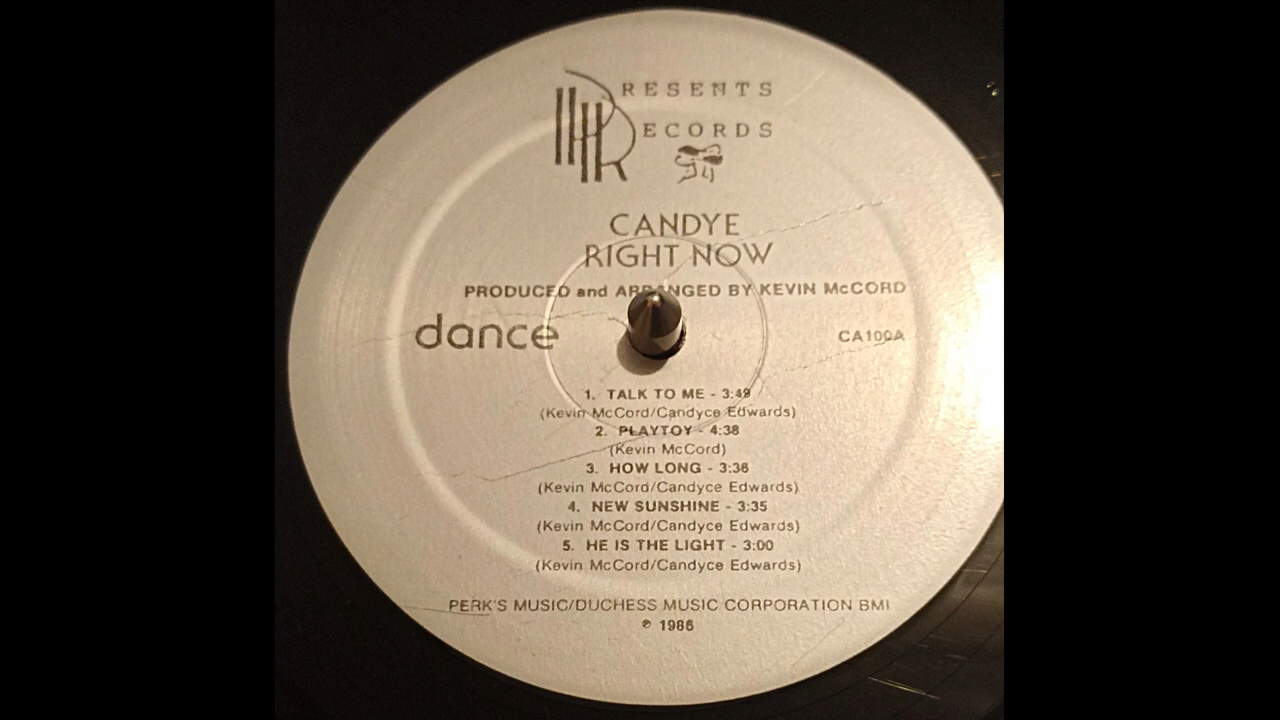 PRESENTS
RECORDS
CANDYE
RIGHT NOW
PRODUCED and ARRANGED BY KEVIN McCORD
dance
CA100A
1. TALK TO ME - 3:49
(Kevin McCord/Candyce Edwards)
2. PLAYTOY - 4:38
(Kevin McCord)
3. HOW LONG - 3:36
(Kevin McCord/Candyce Edwards)
4. NEW SUNSHINE - 3:35
(Kevin McCord/Candyce Edwards)
5. HE IS THE LIGHT - 3:00
(Kevin McCord/Candyce Edwards)
PERK'S MUSIC/DUCHESS MUSIC CORPORATION BMI
℗ 1986